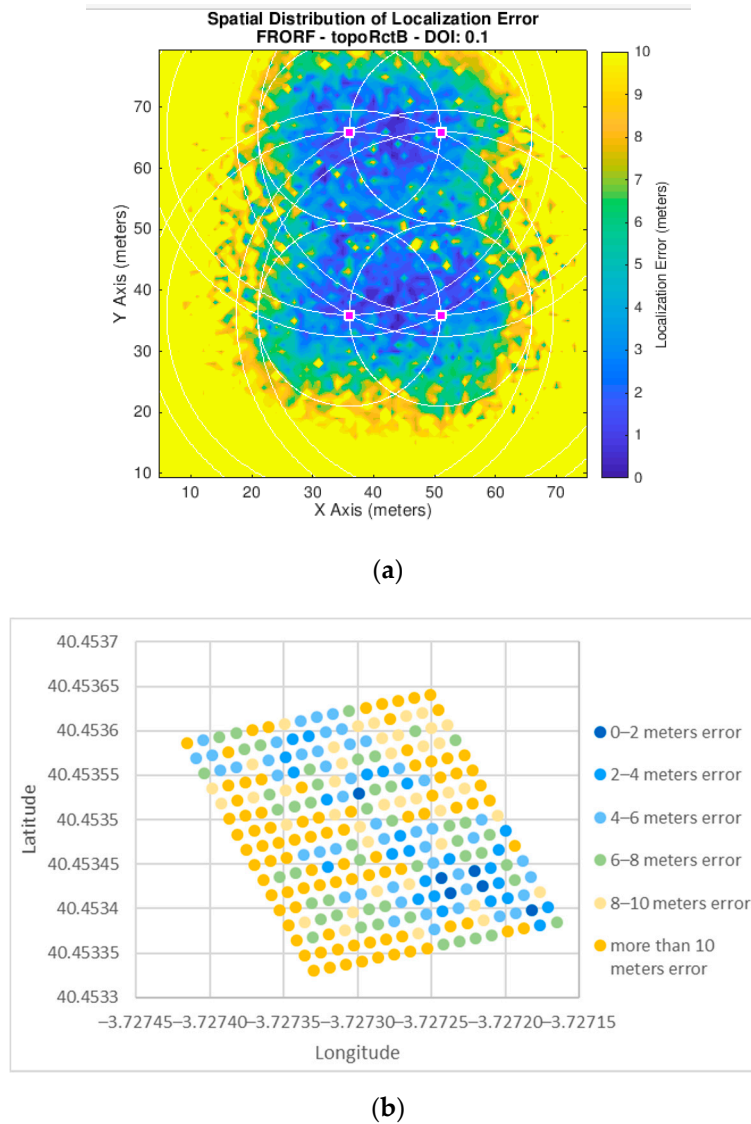 Spatial Distribution of Localization Error
FRORF - topoRctB - DOI: 0.1
70
60
50
40
30
20
10
Y Axis (meters)
10 20 30 40 50 60 70
X Axis (meters)
10
9
8
7
6
5
4
3
2
1
0
Localization Error (meters)
(a)
40.4537
40.45365
40.4536
40.45355
40.4535
40.45345
40.4534
40.45335
40.4533
Latitude
−3.72745 −3.72740 −3.72735 −3.72730 −3.72725 −3.72720 −3.72715
Longitude
0–2 meters error
2–4 meters error
4–6 meters error
6–8 meters error
8–10 meters error
more than 10
meters error
(b)